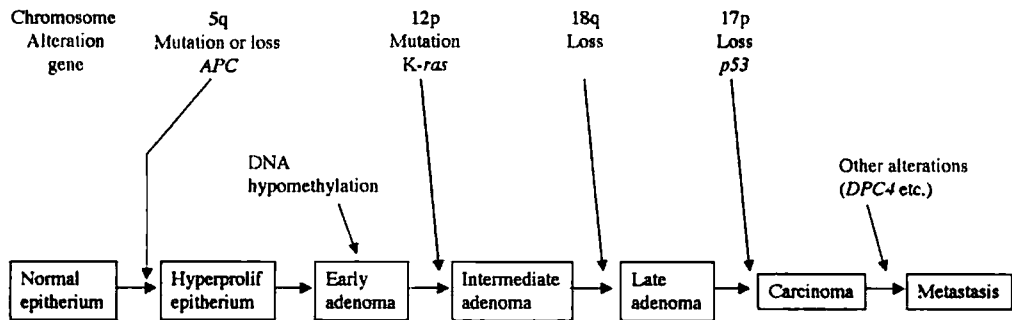 Chromosome
Alteration
gene
5q
Mutation or loss
APC
12p
Mutation
K-ras
18q
Loss
17p
Loss
p53
DNA
hypomethylation
Other alterations
(DPC4 etc.)
Normal
epitherium
Hyperprolif
epitherium
Early
adenoma
Intermediate
adenoma
Late
adenoma
Carcinoma
Metastasis